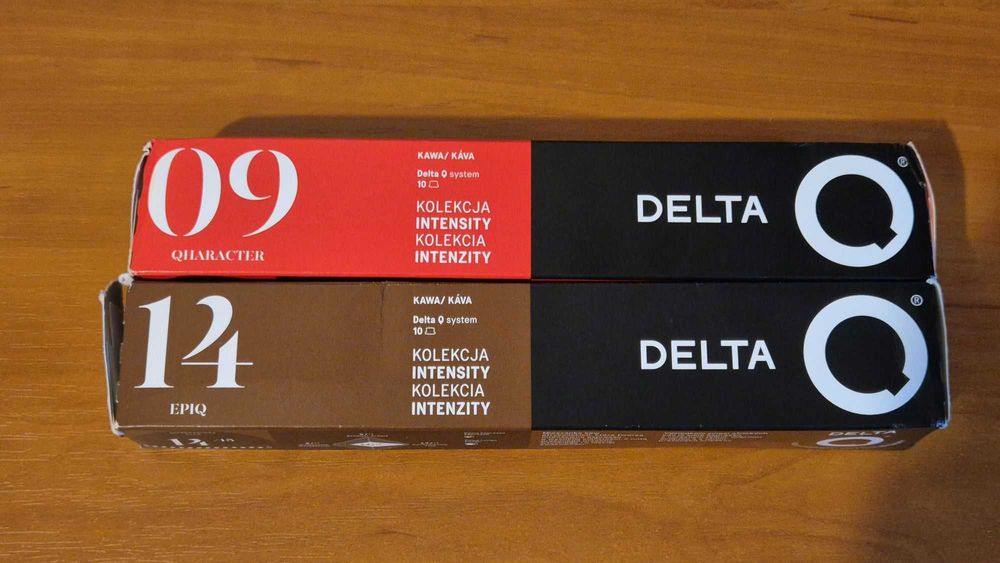 09
QHARACTER
KAWA/ KÁVA
Delta Q system
10
KOLEKCJA
INTENSITY
KOLEKCIA
INTENZITY
DELTA Q®
14
EPIQ
KAWA/ KÁVA
Delta Q system
10
KOLEKCJA
INTENSITY
KOLEKCIA
INTENZITY
DELTA Q®
DELTA Q